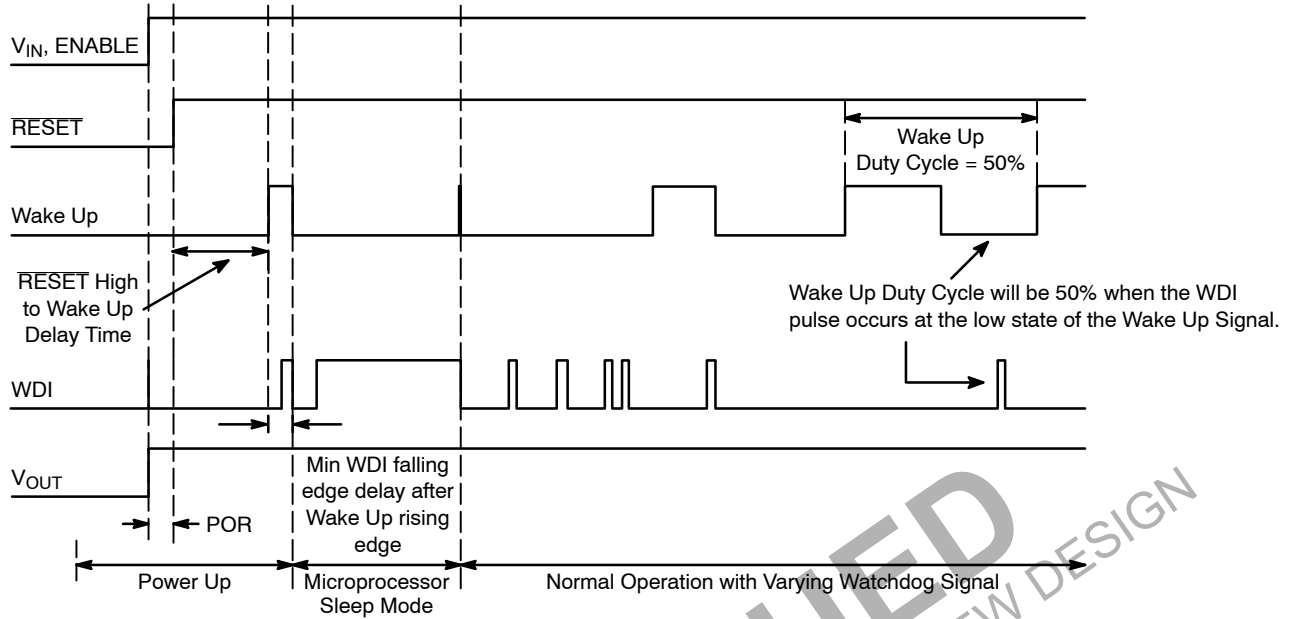 VIN, ENABLE
RESET
Wake Up
Duty Cycle = 50%
Wake Up
RESET High
to Wake Up
Delay Time
Wake Up Duty Cycle will be 50% when the WDI
pulse occurs at the low state of the Wake Up Signal.
WDI
VOUT
Min WDI falling
edge delay after
Wake Up rising
edge
POR
Power Up
Microprocessor
Sleep Mode
Normal Operation with Varying Watchdog Signal
DESIGN